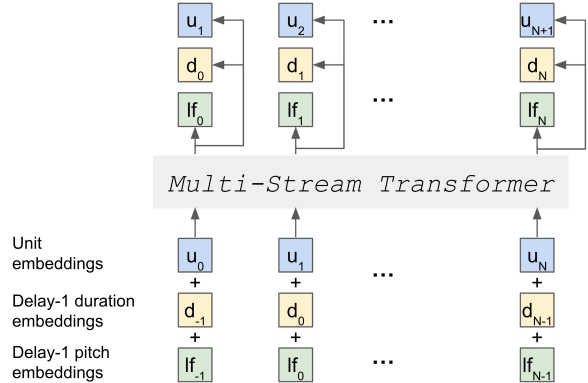 u1 u2 ... uN+1
d0 d1 dN
lf0 lf1 ... lfN
Multi-Stream Transformer
Unit
embeddings
u0 u1 ... uN
+ + +
Delay-1 duration
embeddings
d-1 d0 dN-1
+ + +
Delay-1 pitch
embeddings
lf-1 lf0 ... lfN-1